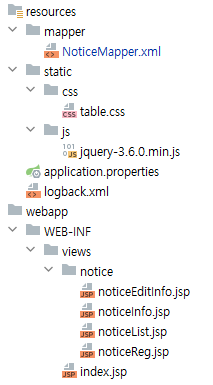 resources
mapper
NoticeMapper.xml
static
css
table.css
js
jquery-3.6.0.min.js
application.properties
logback.xml
webapp
WEB-INF
views
notice
noticeEditInfo.jsp
noticeInfo.jsp
noticeList.jsp
noticeReg.jsp
index.jsp